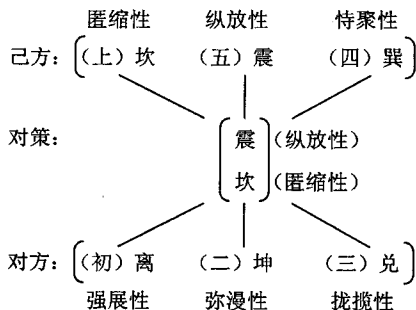 匿缩性 纵放性 恃聚性
己方: (上)坎 (五)震 (四)巽
对策: 震 (纵放性)
坎 (匿缩性)
对方: (初)离 (二)坤 (三)兑
强展性 弥漫性 拢揽性